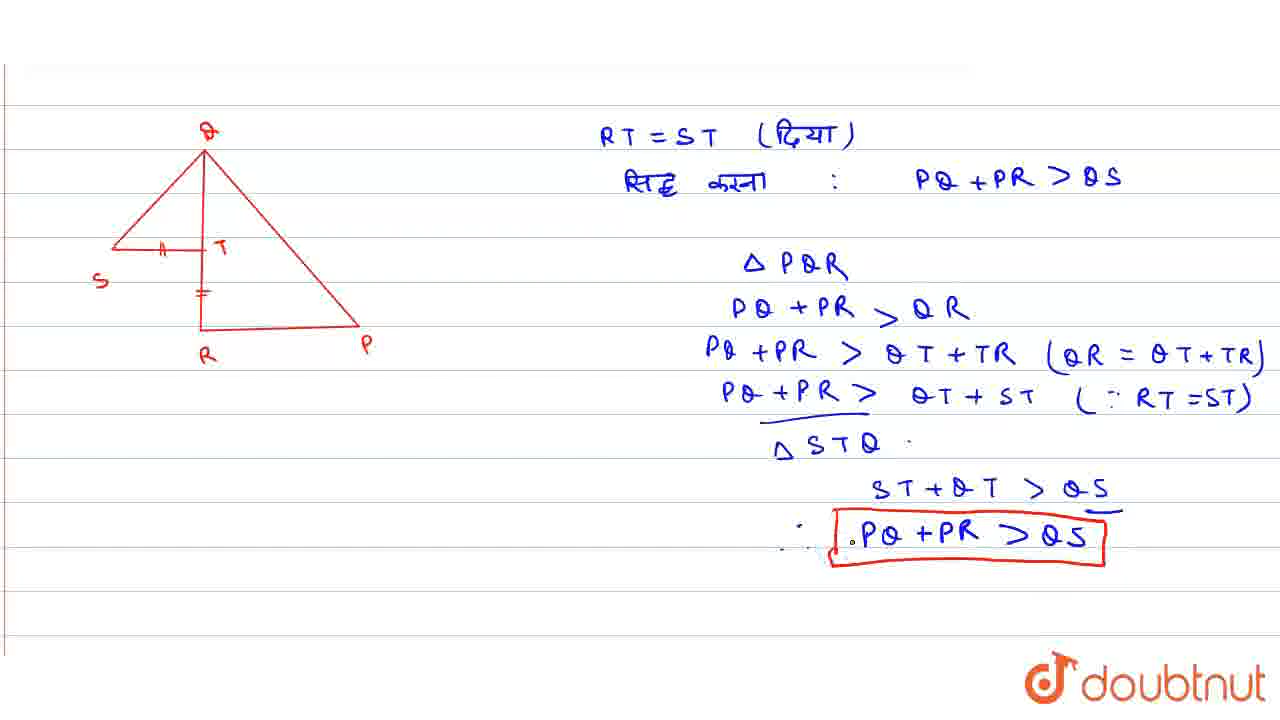 Q
S
T
R
P
RT = ST (दिया)
सिद्ध करना : PQ + PR > QS
Δ PQR
PQ + PR > QR
PQ + PR > QT + TR (QR = QT + TR)
PQ + PR > QT + ST (∵ RT = ST)
Δ STQ
ST + QT > QS
∴ PQ + PR > QS
doubtnut